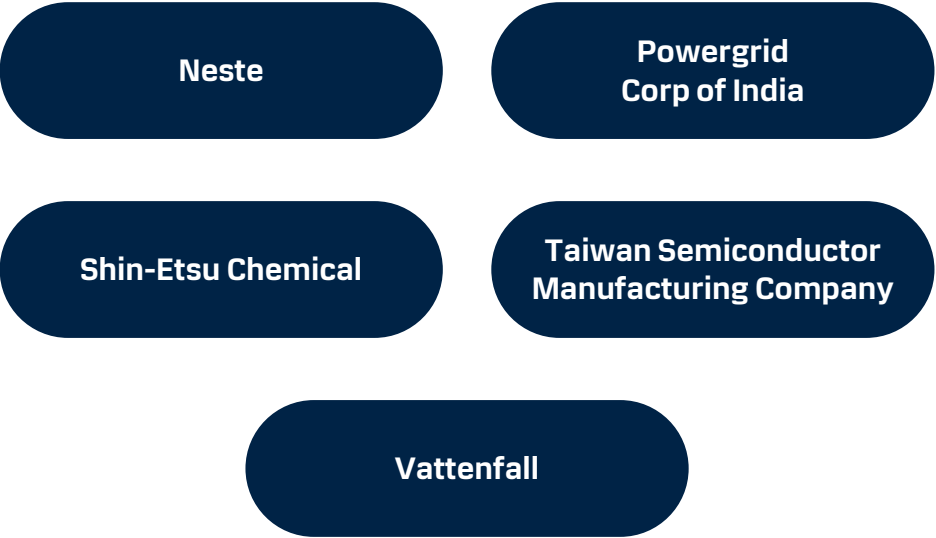 Neste
Powergrid
Corp of India
Shin-Etsu Chemical
Taiwan Semiconductor
Manufacturing Company
Vattenfall